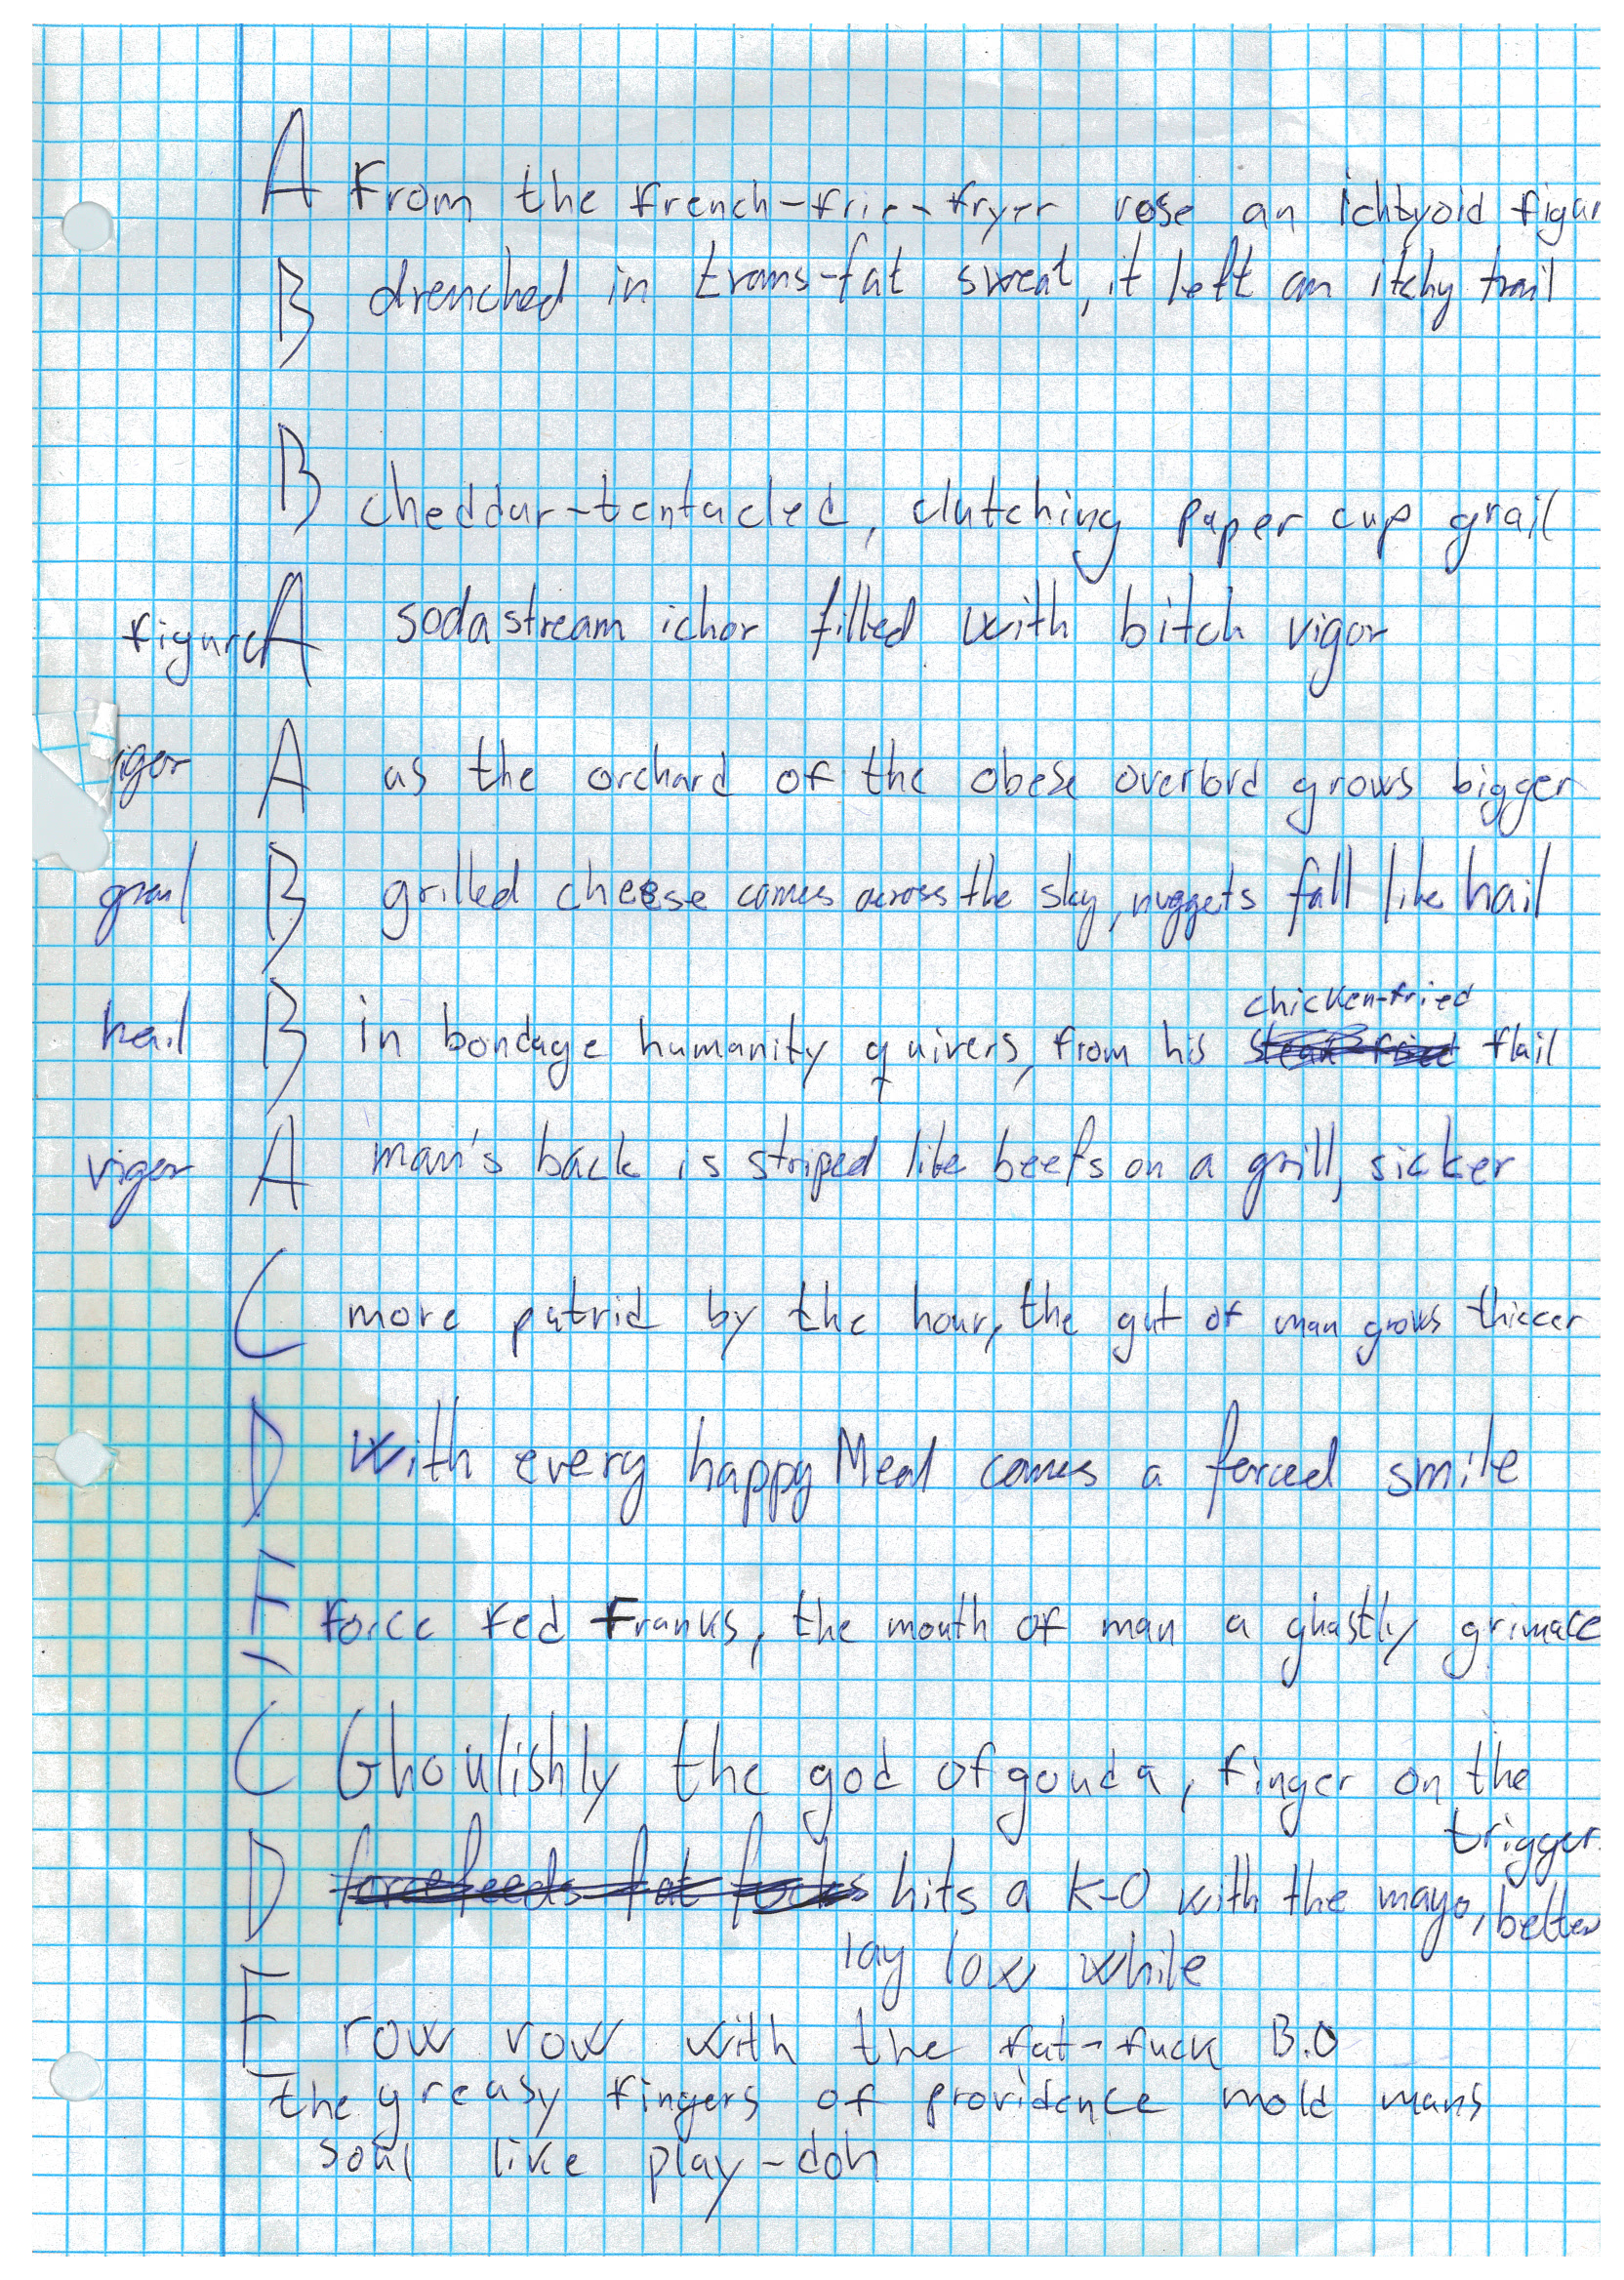 A From the french-frie-fryer rose an ichtyoid figur
B drenched in trans-fat sweat, it left an itchy trail
B cheddar-tentacled, clutching paper cup grail
figure A sodastream ichor filled with bitch vigor
igor A as the orchard of the obese overlord grows bigger
grail B grilled cheese comes across the sky, nuggets fall like hail
chicken-fried
hail B in bondage humanity quivers, from his flail
vigor A man's back is striped like beefs on a grill, sicker
C more putrid by the hour, the gut of man grows thiccer
D with every happy Meal comes a forced smile
E force fed Franks, the mouth of man a ghastly grimace
C Ghoulishly the god of gouda, finger on the
trigger
D forcefeeds fat fucks hits a K-O with the mayo, better
lay low while
E row row with the fat-fuck B.O
the greasy fingers of providence mold mans
soul like play-doh